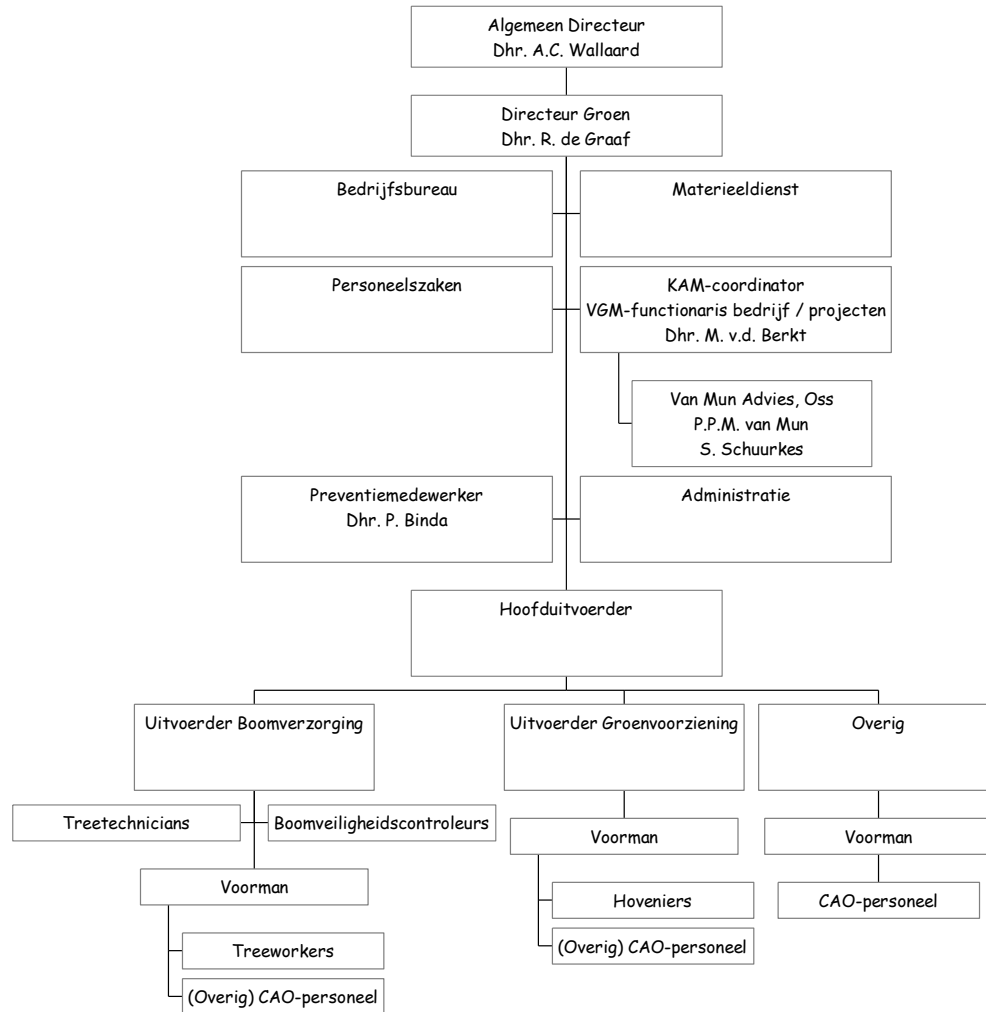 Algemeen Directeur
Dhr. A.C. Wallaard
Directeur Groen
Dhr. R. de Graaf
Bedrijfsbureau
Materieeldienst
Personeelszaken
KAM-coordinator
VGM-functionaris bedrijf / projecten
Dhr. M. v.d. Berkt
Van Mun Advies, Oss
P.P.M. van Mun
S. Schuurkes
Preventiemedewerker
Dhr. P. Binda
Administratie
Hoofduitvoerder
Uitvoerder Boomverzorging
Uitvoerder Groenvoorziening
Overig
Treetechnicians
Boomveiligheidscontroleurs
Voorman
Voorman
Voorman
Treeworkers
(Overig) CAO-personeel
Hoveniers
(Overig) CAO-personeel
CAO-personeel